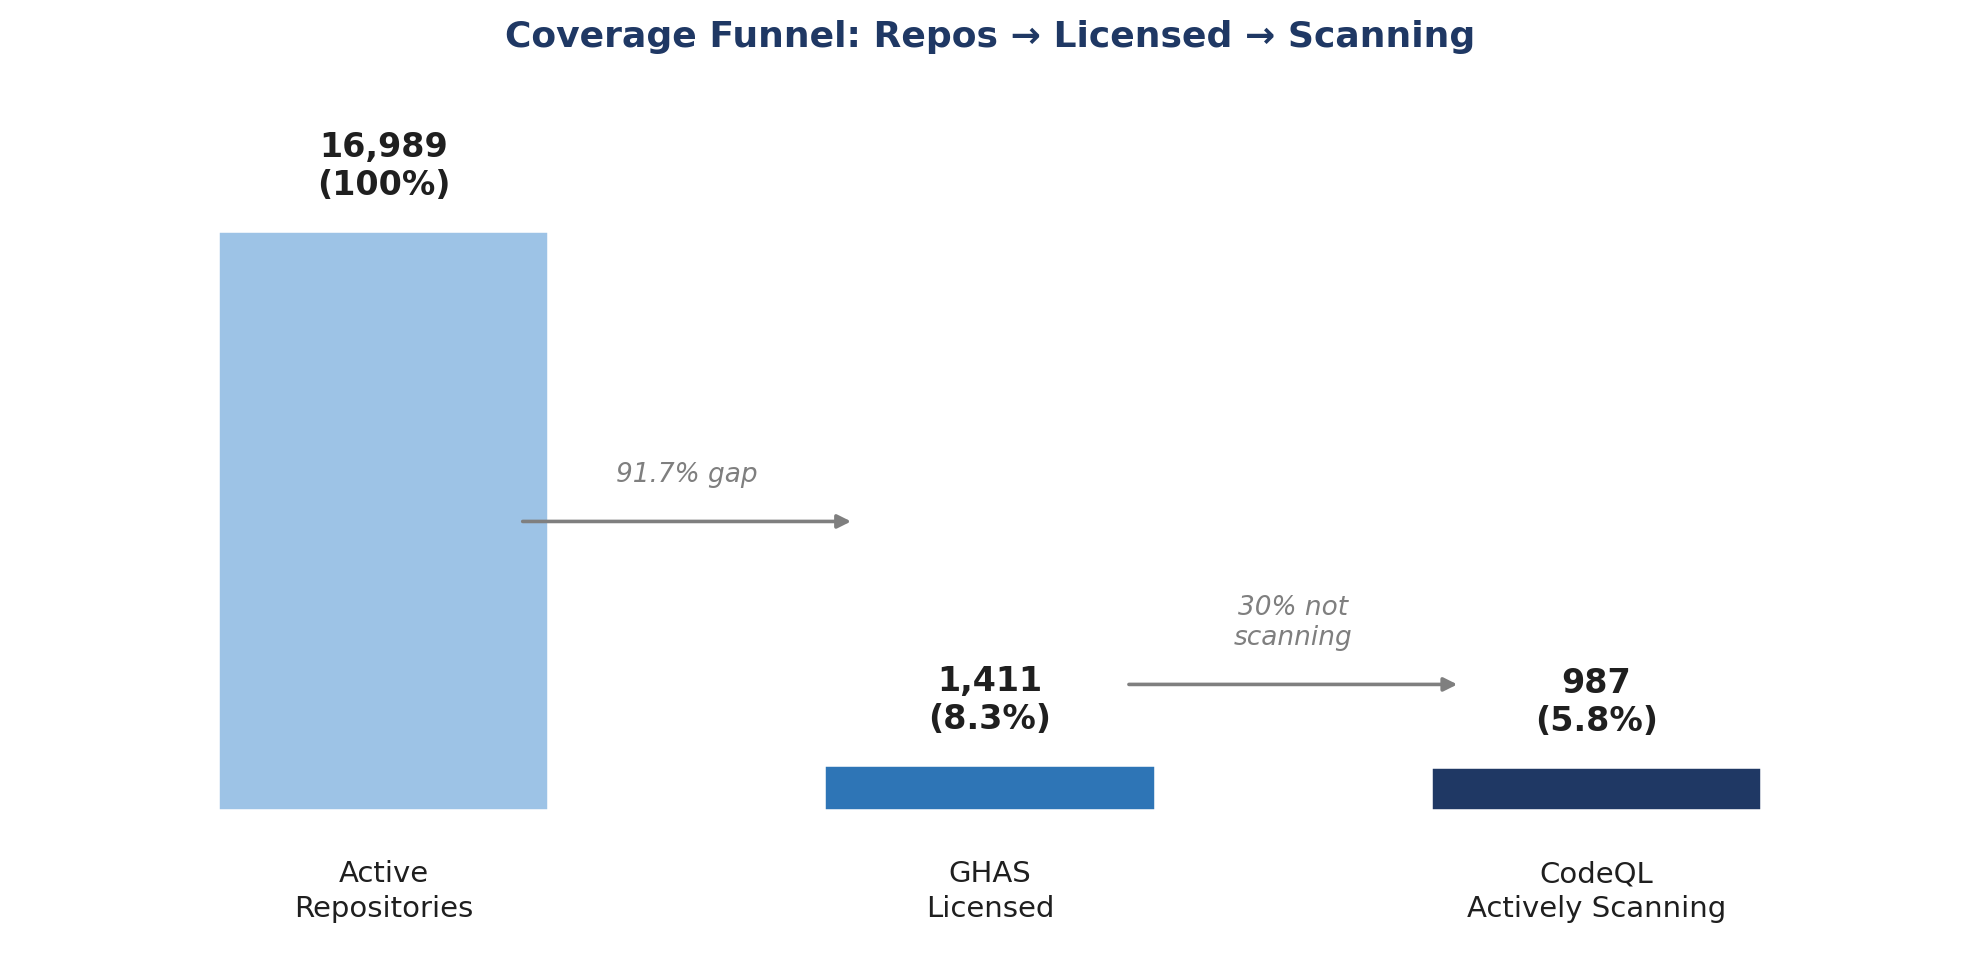 Coverage Funnel: Repos → Licensed → Scanning
16,989
(100%)
91.7% gap
30% not
scanning
1,411
(8.3%)
987
(5.8%)
Active
Repositories
GHAS
Licensed
CodeQL
Actively Scanning